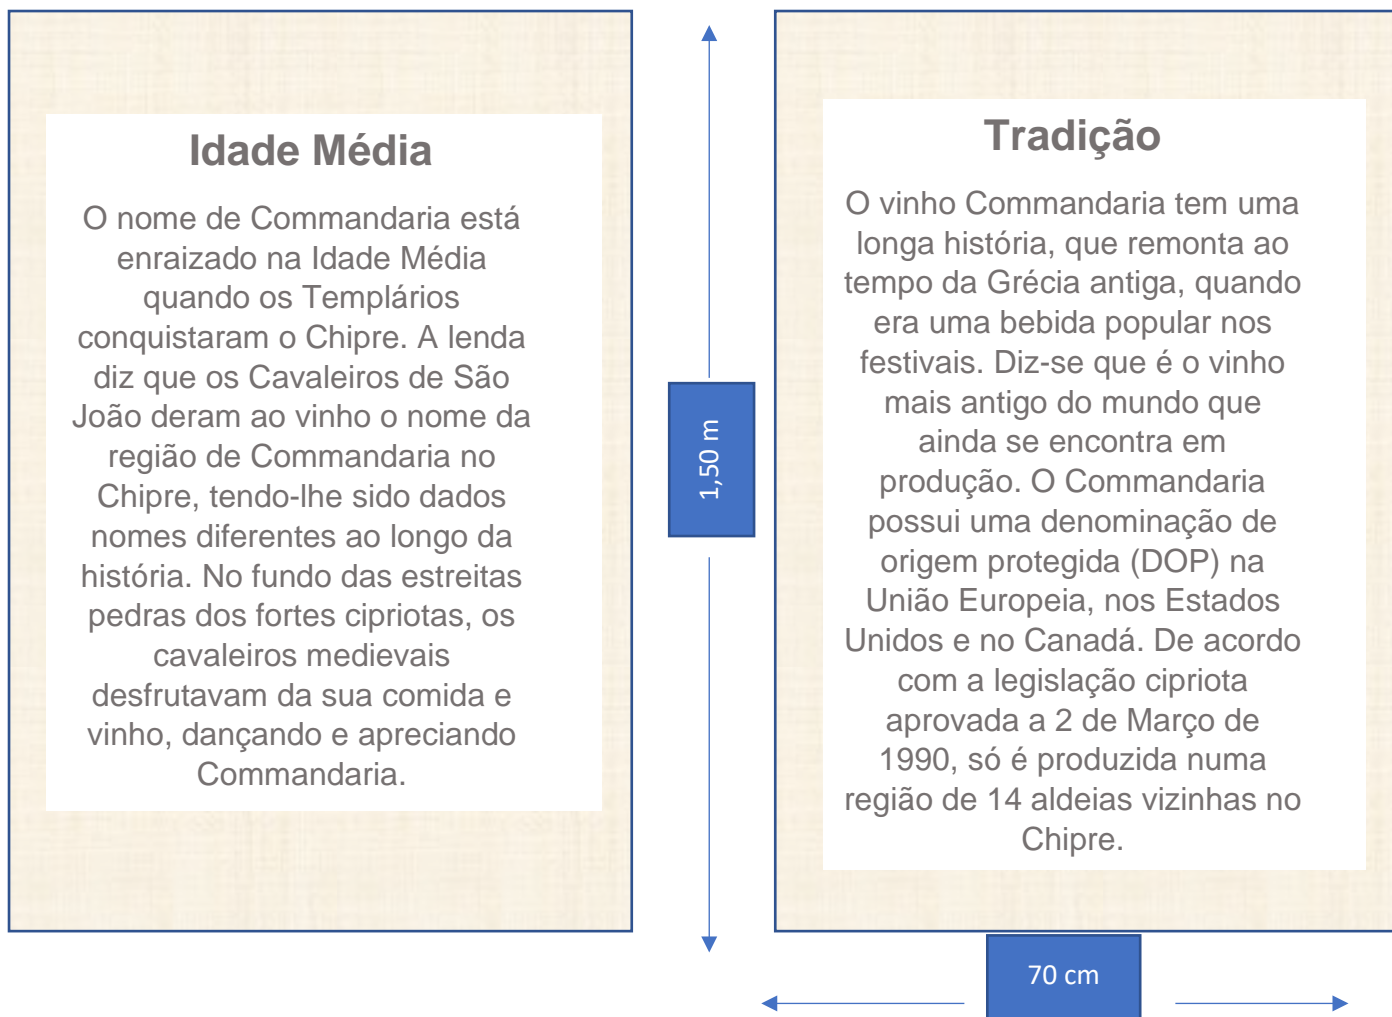 Idade Média
O nome de Commandaria está
enraizado na Idade Média
quando os Templários
conquistaram o Chipre. A lenda
diz que os Cavaleiros de São
João deram ao vinho o nome da
região de Commandaria no
Chipre, tendo-lhe sido dados
nomes diferentes ao longo da
história. No fundo das estreitas
pedras dos fortes cipriotas, os
cavaleiros medievais
desfrutavam da sua comida e
vinho, dançando e apreciando
Commandaria.
1,50 m
Tradição
O vinho Commandaria tem uma
longa história, que remonta ao
tempo da Grécia antiga, quando
era uma bebida popular nos
festivais. Diz-se que é o vinho
mais antigo do mundo que
ainda se encontra em
produção. O Commandaria
possui uma denominação de
origem protegida (DOP) na
União Europeia, nos Estados
Unidos e no Canadá. De acordo
com a legislação cipriota
aprovada a 2 de Março de
1990, só é produzida numa
região de 14 aldeias vizinhas no
Chipre.
70 cm